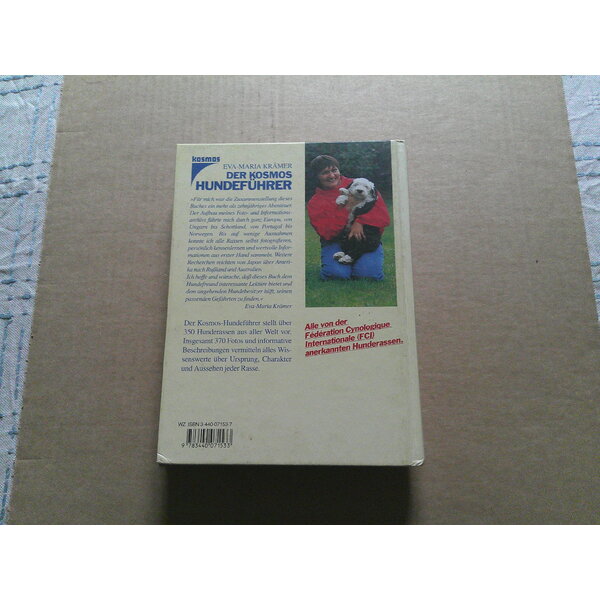 kosmos
EVA-MARIA KRÄMER
DER KOSMOS
HUNDEFÜHRER
»Für mich war die Zusammenstellung dieses
Buches ein mehr als zehnjähriges Abenteuer.
Der Aufbau meines Foto- und Informations-
archivs führte mich durch ganz Europa, von
Ungarn bis Schottland, von Portugal bis
Norwegen. Bis auf wenige Ausnahmen
konnte ich alle Rassen selbst fotografieren,
persönlich kennenlernen und wertvolle Infor-
mationen aus erster Hand sammeln. Weitere
Recherchen reichten von Japan über Ameri-
ka nach Rußland und Australien.
Ich hoffe und wünsche, daß dieses Buch dem
Hundefreund interessante Lektüre bietet und
dem angehenden Hundebesitzer hilft, seinen
passenden Gefährten zu finden.«
Eva-Maria Krämer
Der Kosmos-Hundeführer stellt über
350 Hunderassen aus aller Welt vor.
Insgesamt 370 Fotos und informative
Beschreibungen vermitteln alles Wis-
senswerte über Ursprung, Charakter
und Aussehen jeder Rasse.
Alle von der
Fédération Cynologique
Internationale (FCI)
anerkannten Hunderassen.
WZ ISBN 3-440-07153-7
9 783440 071533